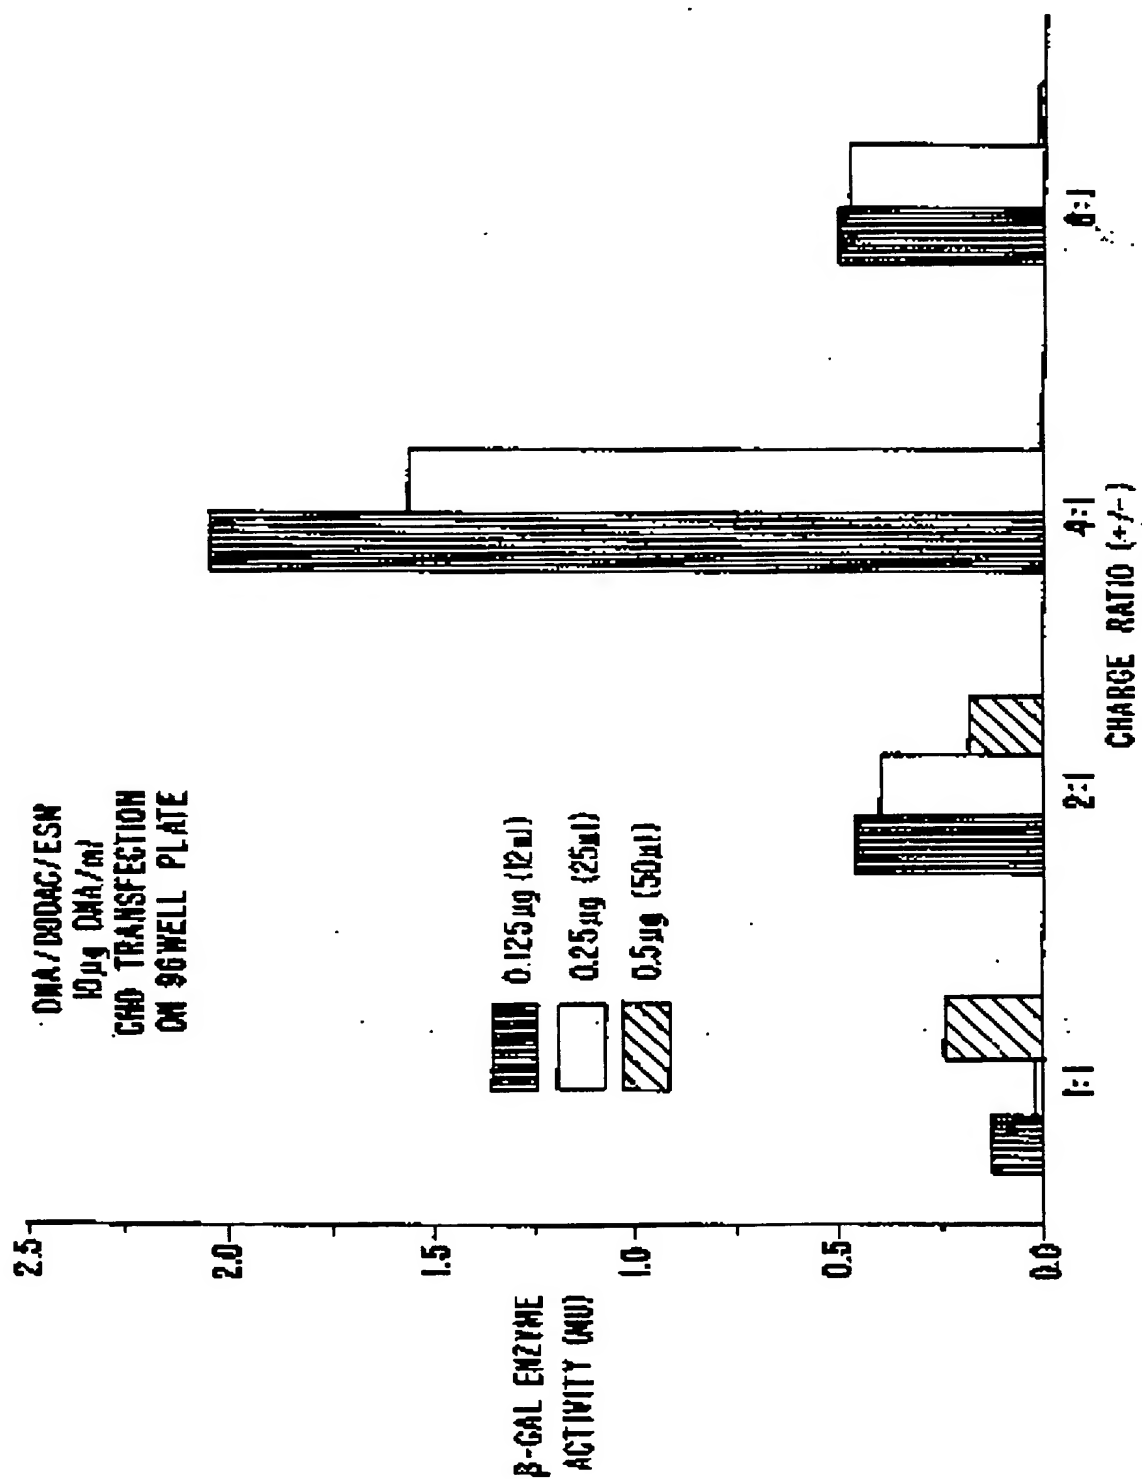 DNA/DODAC/ESM
10µg DNA/ml
CHO TRANSFECTION
ON 96WELL PLATE
0.125µg (12µl)
0.25µg (25µl)
0.5µg (50µl)
β-GAL ENZYME
ACTIVITY (MU)
2.5
2.0
1.5
1.0
0.5
0.0
1:1
2:1
4:1
CHARGE RATIO (+/-)